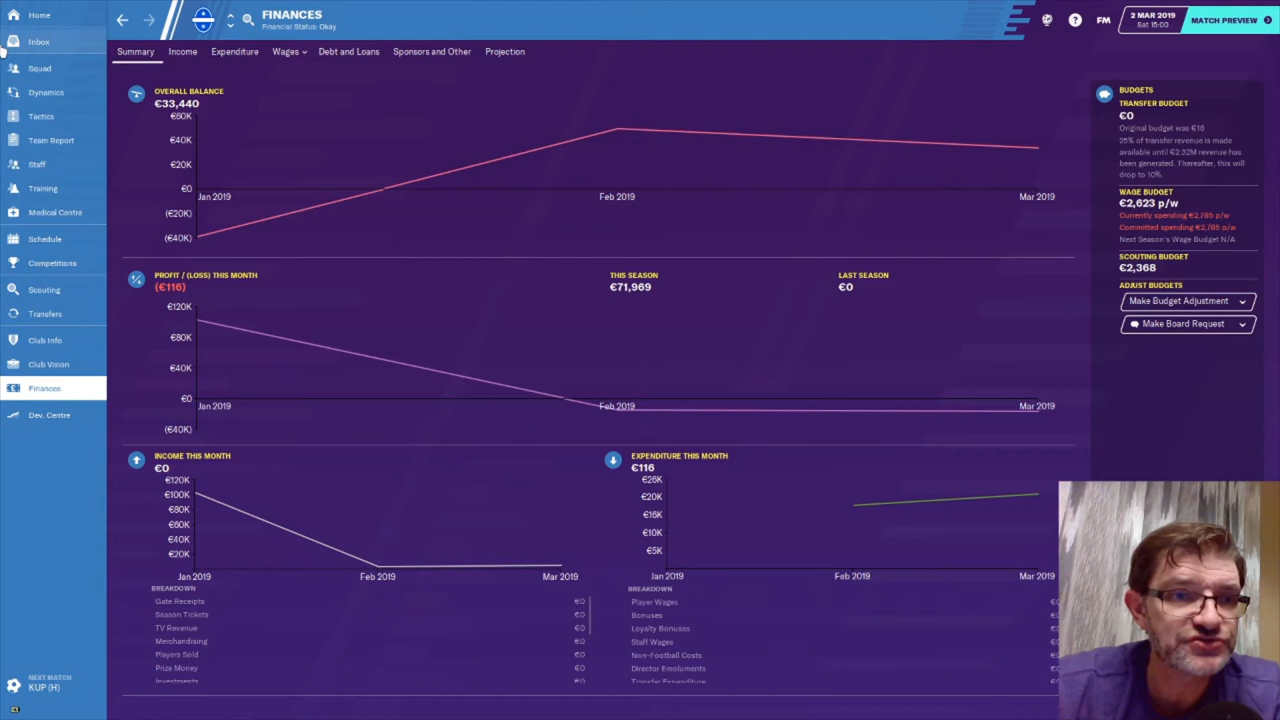 Home
Inbox
Squad
Dynamics
Tactics
Team Report
Staff
Training
Medical Centre
Schedule
Competitions
Scouting
Transfers
Club Info
Club Vision
Finances
Dev. Centre
NEXT MATCH
KUP (H)
FINANCES
Financial Status: Okay
FM
2 MAR 2019
Sat 15:00
MATCH PREVIEW
Summary
Income
Expenditure
Wages
Debt and Loans
Sponsors and Other
Projection
OVERALL BALANCE
€33,440
€60K
€40K
€20K
€0
(€20K)
(€40K)
Jan 2019
Feb 2019
Mar 2019
PROFIT / (LOSS) THIS MONTH
(€116)
THIS SEASON
€71,969
LAST SEASON
€0
€120K
€80K
€40K
€0
(€40K)
Jan 2019
Feb 2019
Mar 2019
INCOME THIS MONTH
€0
€120K
€100K
€80K
€60K
€40K
€20K
Jan 2019
Feb 2019
Mar 2019
BREAKDOWN
Gate Receipts €0
Season Tickets €0
TV Revenue €0
Merchandising €0
Players Sold €0
Prize Money €0
Investments €0
EXPENDITURE THIS MONTH
€116
€26K
€20K
€16K
€10K
€5K
Jan 2019
Feb 2019
Mar 2019
BREAKDOWN
Player Wages
Bonuses
Loyalty Bonuses
Staff Wages
Non-Football Costs
Director Emoluments
Transfer Expenditure
BUDGETS
TRANSFER BUDGET
€0
Original budget was €16
25% of transfer revenue is made
available until €2.32M revenue has
been generated. Thereafter, this will
drop to 10%
WAGE BUDGET
€2,623 p/w
Currently spending €2,785 p/w
Committed spending €2,785 p/w
Next Season's Wage Budget N/A
SCOUTING BUDGET
€2,368
ADJUST BUDGETS
Make Budget Adjustment
Make Board Request